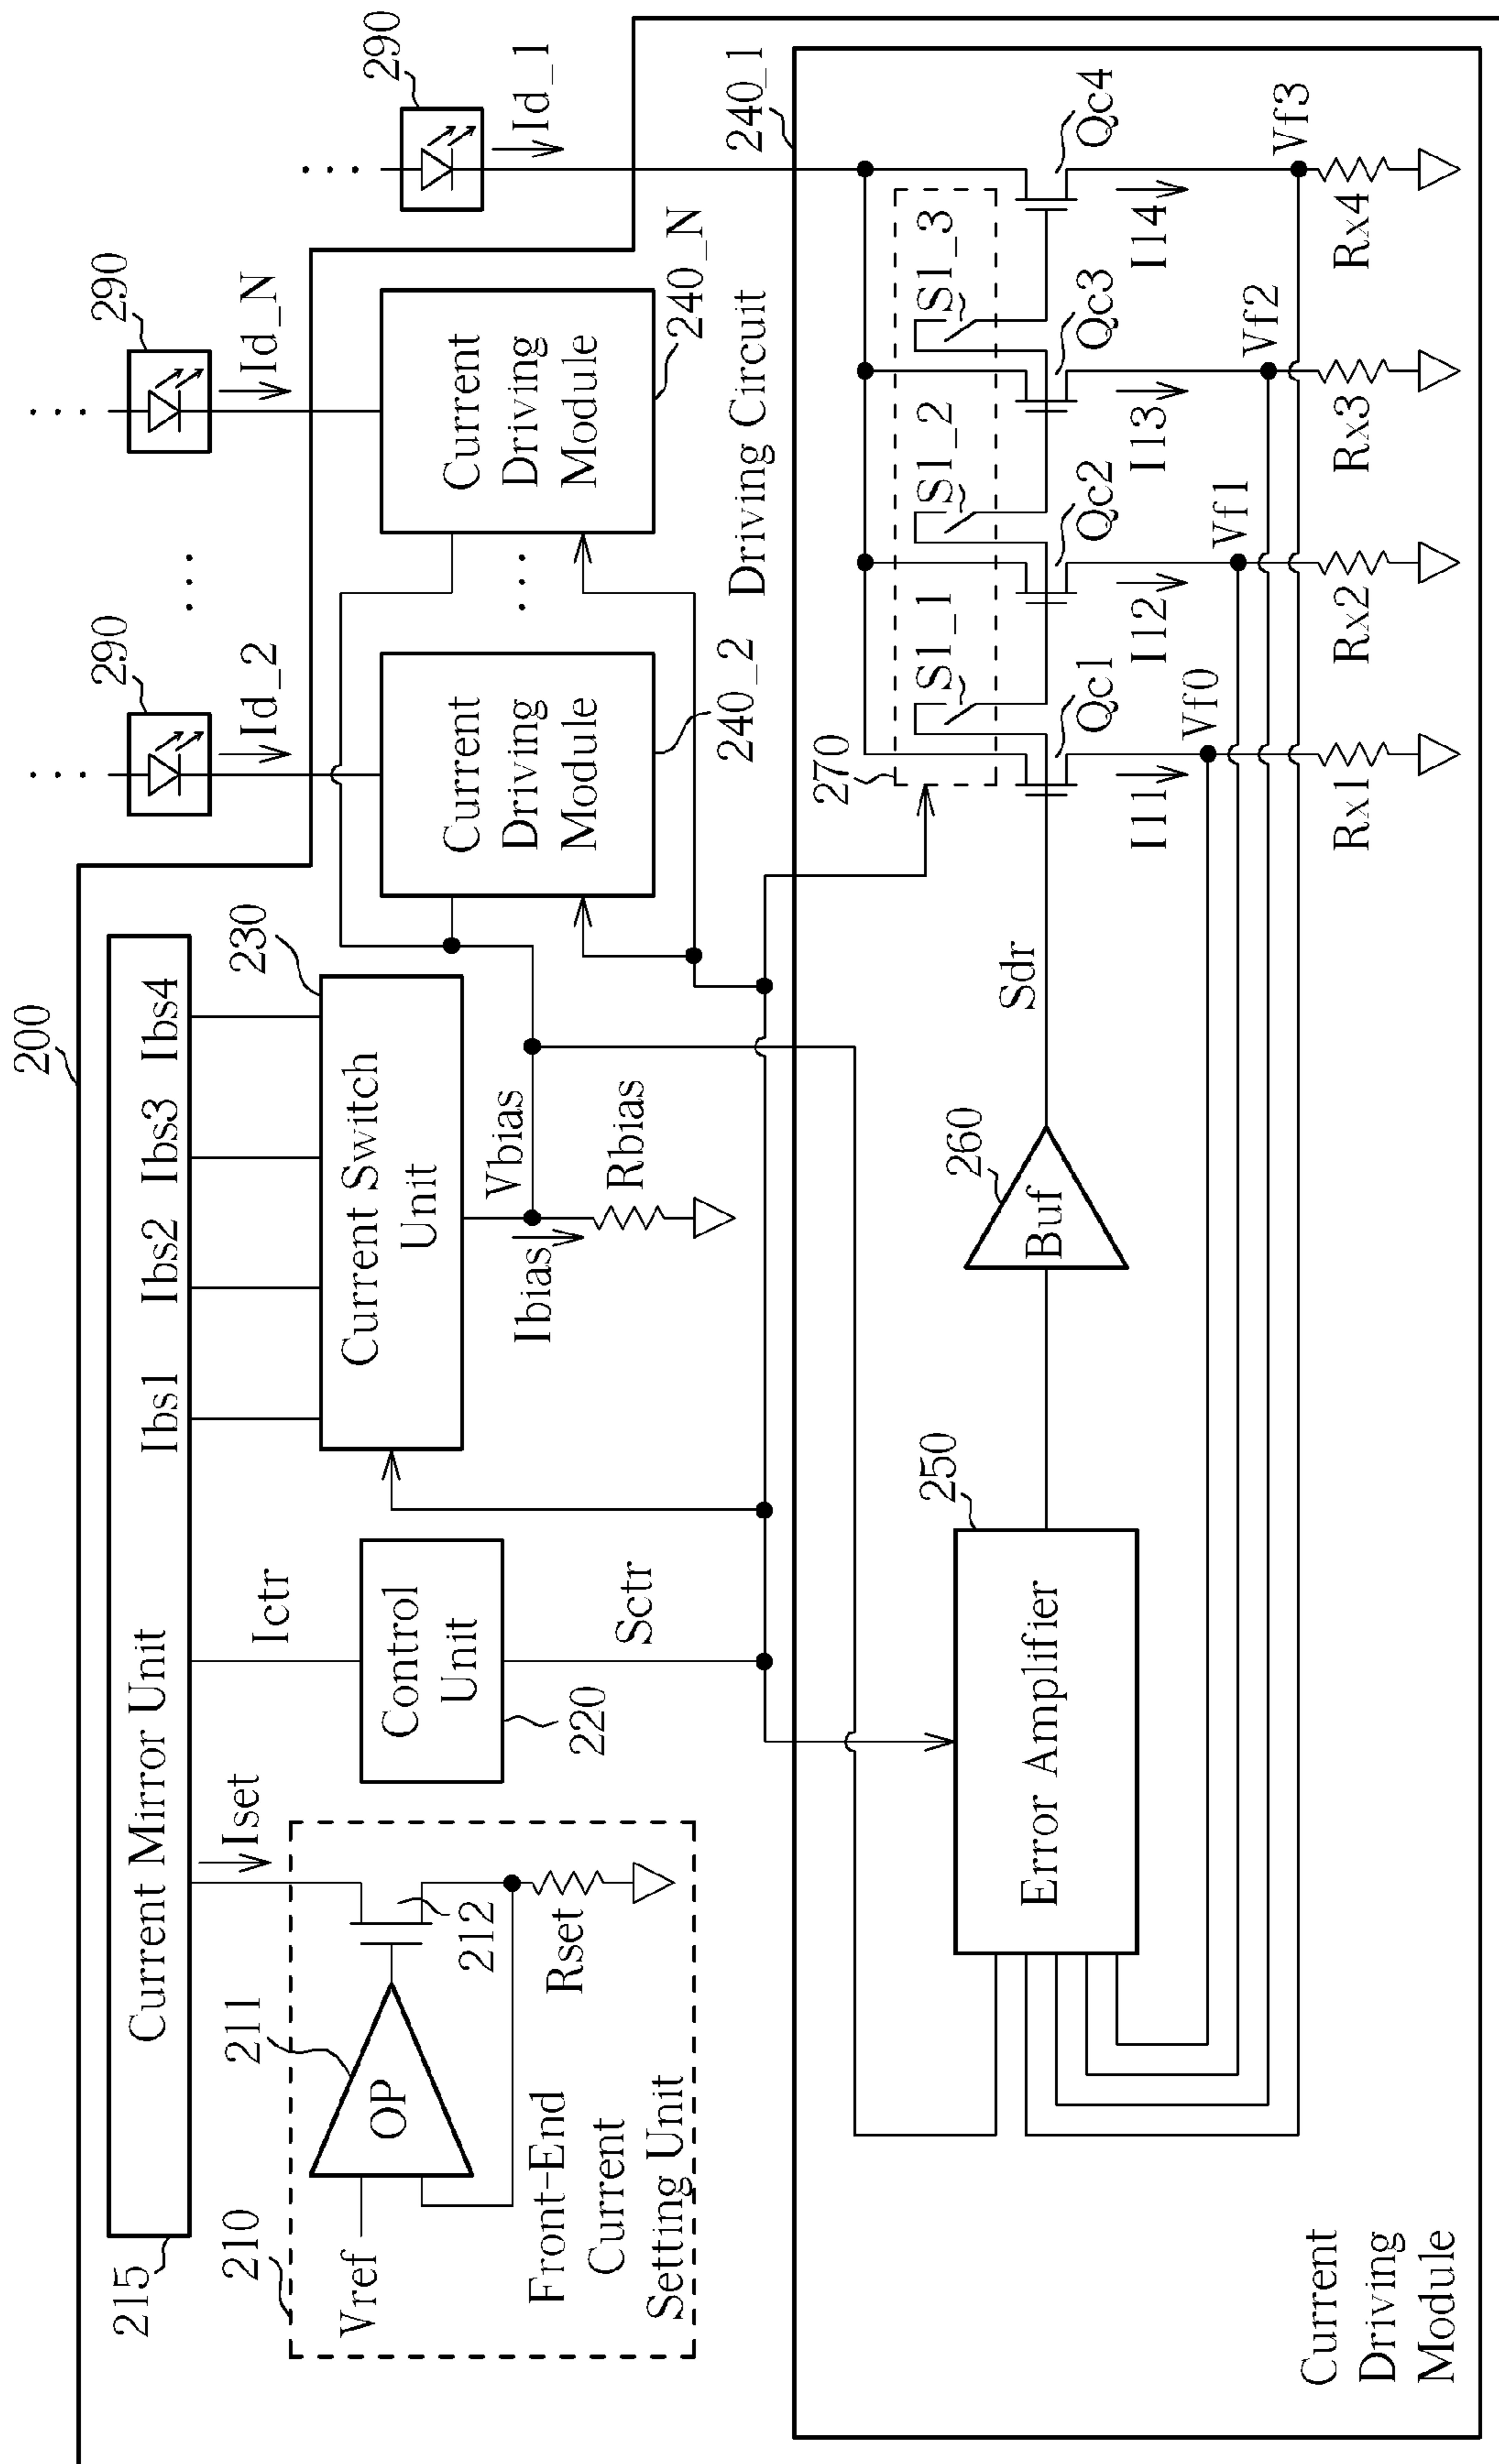 200
215
Current Mirror Unit
Ibs1
Ibs2
Ibs3
Ibs4
290
Id_2
290
Id_N
290
Id_1
210
Vref
OP
211
212
Iset
Rset
Front-End
Current
Setting Unit
Ictr
Control
Unit
220
Sctr
Current Switch
Unit
230
Vbias
Ibias
Rbias
Current
Driving
Module
240_2
Current
Driving
Module
240_N
Driving Circuit
240_1
Error Amplifier
250
Buf
260
Sdr
270
S1_1
S1_2
S1_3
Qc1
Qc2
Qc3
Qc4
I11
I12
I13
I14
Vf0
Vf1
Vf2
Vf3
Rx1
Rx2
Rx3
Rx4
Current
Driving
Module